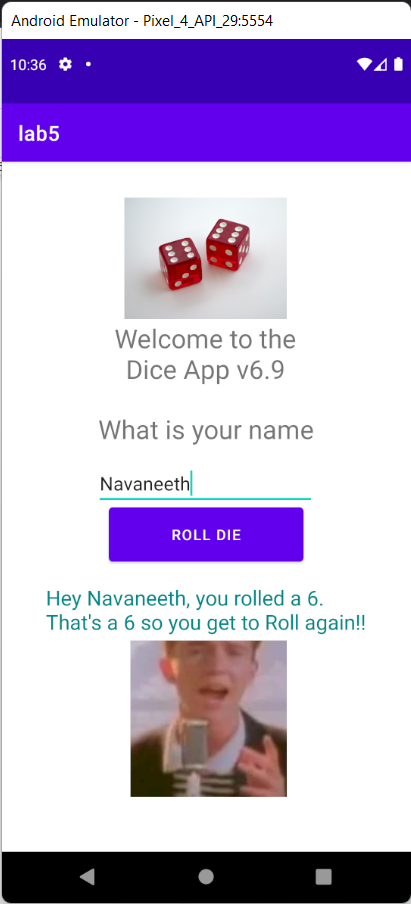 Android Emulator - Pixel_4_API_29:5554
10:36
lab5
Welcome to the
Dice App v6.9
What is your name
Navaneeth
ROLL DIE
Hey Navaneeth, you rolled a 6.
That's a 6 so you get to Roll again!!